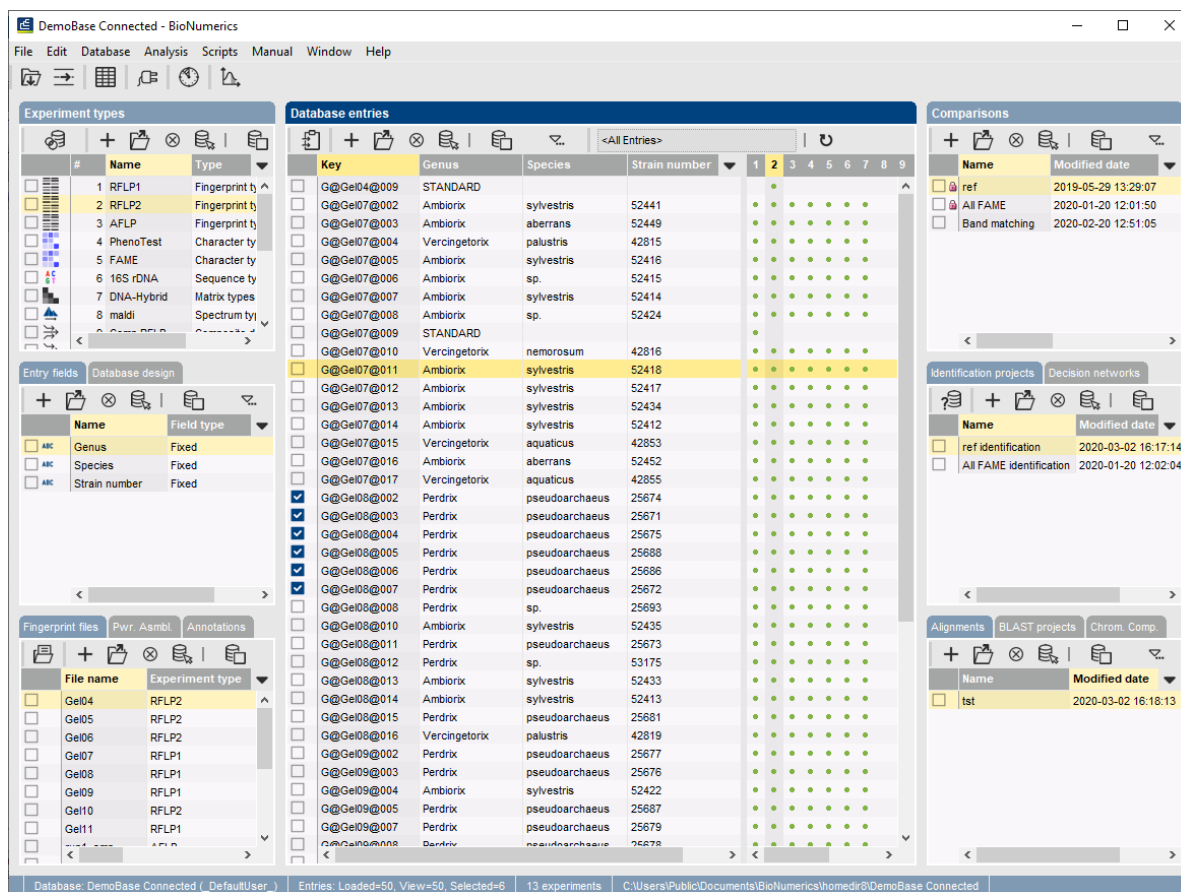 DemoBase Connected - BioNumerics
File Edit Database Analysis Scripts Manual Window Help
Experiment types
# Name Type
1 RFLP1 Fingerprint ty
2 RFLP2 Fingerprint ty
3 AFLP Fingerprint ty
4 PhenoTest Character ty
5 FAME Character ty
6 16S rDNA Sequence ty
7 DNA-Hybrid Matrix types
8 maldi Spectrum typ
Entry fields Database design
Name Field type
ABC Genus Fixed
ABC Species Fixed
ABC Strain number Fixed
Fingerprint files Pwr. Asmbl. Annotations
File name Experiment type
Gel04 RFLP2
Gel05 RFLP2
Gel06 RFLP2
Gel07 RFLP1
Gel08 RFLP1
Gel09 RFLP1
Gel10 RFLP2
Gel11 RFLP1
Database entries
<All Entries>
Key Genus Species Strain number 1 2 3 4 5 6 7 8 9
G@Gel04@009 STANDARD
G@Gel07@002 Ambiorix sylvestris 52441
G@Gel07@003 Ambiorix aberrans 52449
G@Gel07@004 Vercingetorix palustris 42815
G@Gel07@005 Ambiorix sylvestris 52416
G@Gel07@006 Ambiorix sp. 52415
G@Gel07@007 Ambiorix sylvestris 52414
G@Gel07@008 Ambiorix sp. 52424
G@Gel07@009 STANDARD
G@Gel07@010 Vercingetorix nemorosum 42816
G@Gel07@011 Ambiorix sylvestris 52418
G@Gel07@012 Ambiorix sylvestris 52417
G@Gel07@013 Ambiorix sylvestris 52434
G@Gel07@014 Ambiorix sylvestris 52412
G@Gel07@015 Vercingetorix aquaticus 42853
G@Gel07@016 Ambiorix aberrans 52452
G@Gel07@017 Vercingetorix aquaticus 42855
G@Gel08@002 Perdrix pseudoarchaeus 25674
G@Gel08@003 Perdrix pseudoarchaeus 25671
G@Gel08@004 Perdrix pseudoarchaeus 25675
G@Gel08@005 Perdrix pseudoarchaeus 25688
G@Gel08@006 Perdrix pseudoarchaeus 25686
G@Gel08@007 Perdrix pseudoarchaeus 25672
G@Gel08@008 Perdrix sp. 25693
G@Gel08@010 Ambiorix sylvestris 52435
G@Gel08@011 Perdrix pseudoarchaeus 25673
G@Gel08@012 Perdrix sp. 53175
G@Gel08@013 Ambiorix sylvestris 52433
G@Gel08@014 Ambiorix sylvestris 52413
G@Gel08@015 Perdrix pseudoarchaeus 25681
G@Gel08@016 Vercingetorix palustris 42819
G@Gel09@002 Perdrix pseudoarchaeus 25677
G@Gel09@003 Perdrix pseudoarchaeus 25676
G@Gel09@004 Ambiorix sylvestris 52422
G@Gel09@005 Perdrix pseudoarchaeus 25687
G@Gel09@007 Perdrix pseudoarchaeus 25679
G@Gel09@008 Perdrix pseudoarchaeus 25678
Comparisons
Name Modified date
ref 2019-05-29 13:29:07
All FAME 2020-01-20 12:01:50
Band matching 2020-02-20 12:51:05
Identification projects Decision networks
Name Modified date
ref identification 2020-03-02 16:17:14
All FAME identification 2020-01-20 12:02:04
Alignments BLAST projects Chrom. Comp.
Name Modified date
tst 2020-03-02 16:18:13
Database: DemoBase Connected (_DefaultUser_) Entries: Loaded=50, View=50, Selected=6 13 experiments C:\Users\Public\Documents\BioNumerics\homedir8\DemoBase Connected